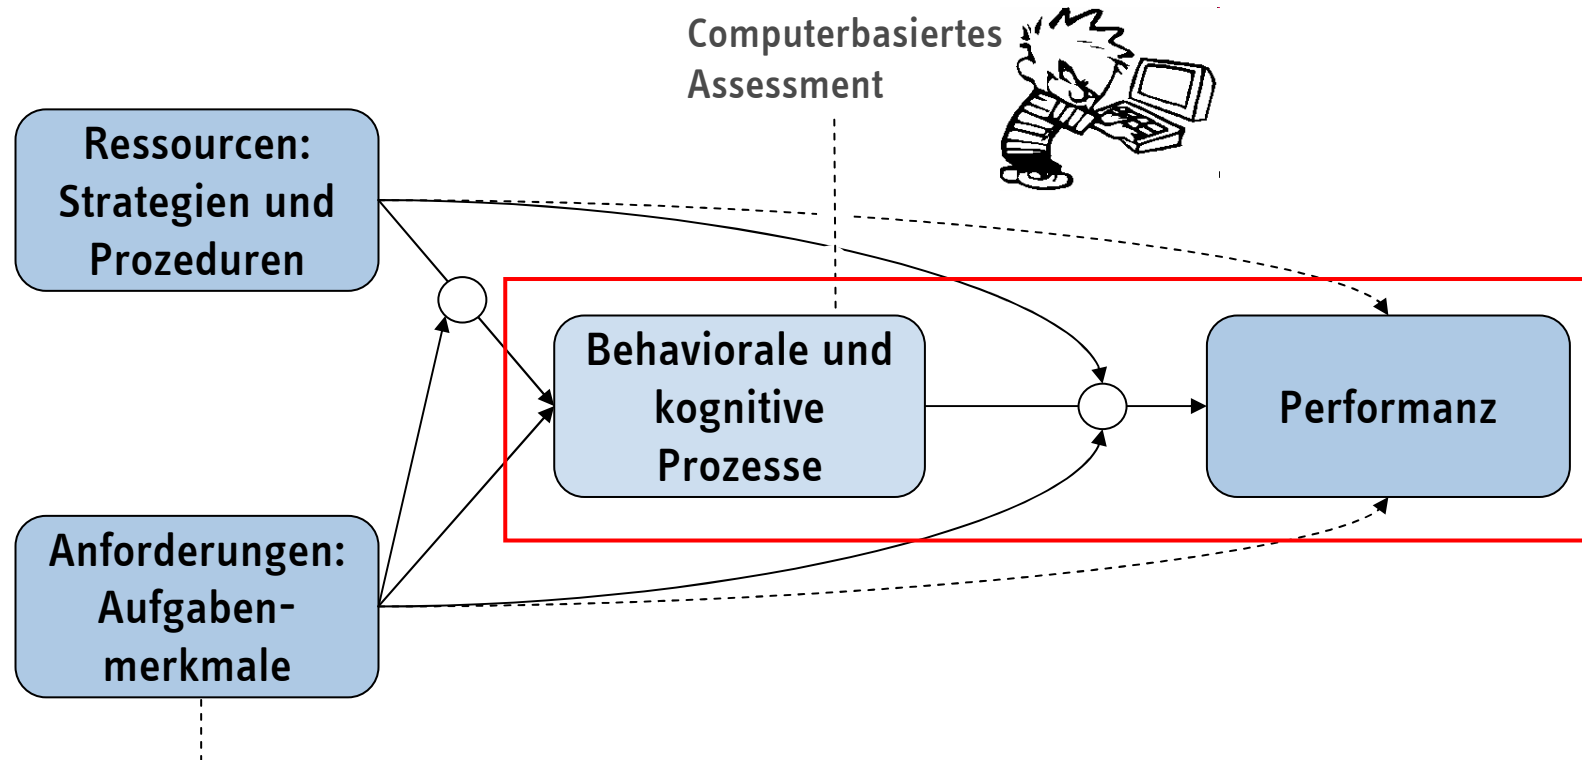 Computerbasiertes
Assessment
Ressourcen:
Strategien und
Prozeduren
Behaviorale und
kognitive
Prozesse
Performanz
Anforderungen:
Aufgaben-
merkmale